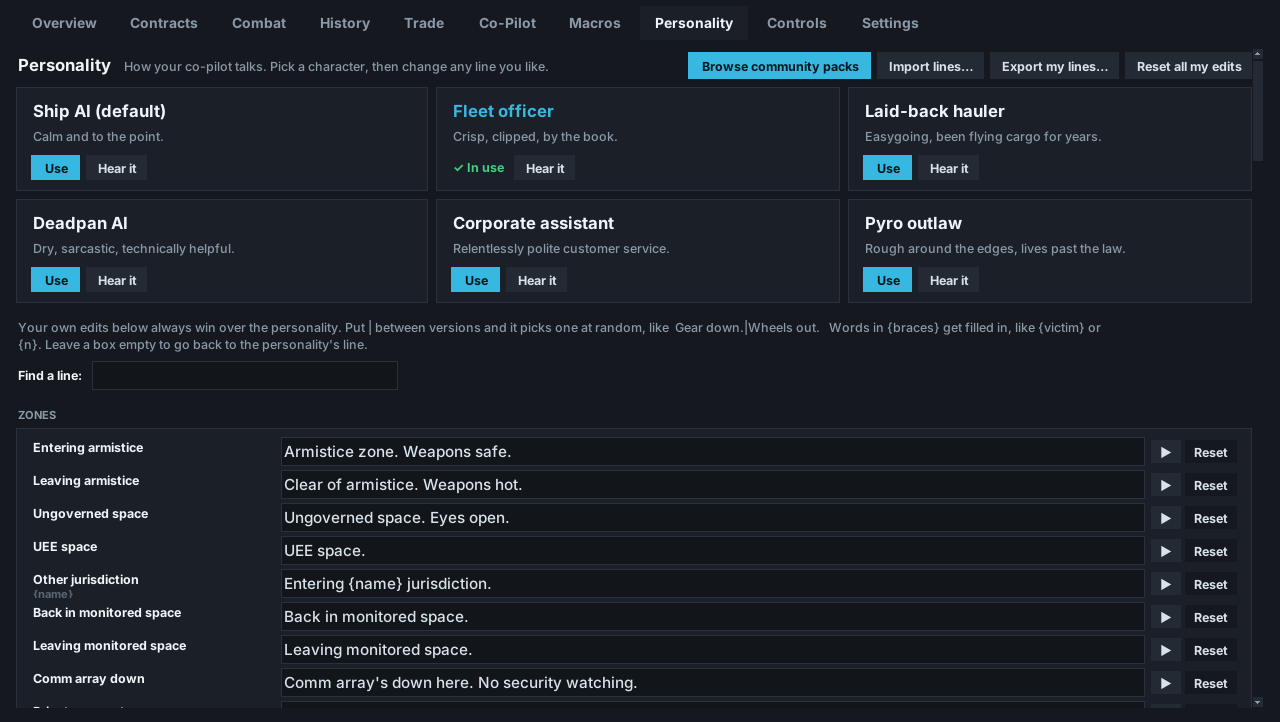 Overview Contracts Combat History Trade Co-Pilot Macros Personality Controls Settings
Personality How your co-pilot talks. Pick a character, then change any line you like. Browse community packs Import lines... Export my lines... Reset all my edits
Ship AI (default)
Calm and to the point.
Use Hear it
Fleet officer
Crisp, clipped, by the book.
✓ In use Hear it
Laid-back hauler
Easygoing, been flying cargo for years.
Use Hear it
Deadpan AI
Dry, sarcastic, technically helpful.
Use Hear it
Corporate assistant
Relentlessly polite customer service.
Use Hear it
Pyro outlaw
Rough around the edges, lives past the law.
Use Hear it
Your own edits below always win over the personality. Put | between versions and it picks one at random, like Gear down.|Wheels out. Words in {braces} get filled in, like {victim} or
{n}. Leave a box empty to go back to the personality's line.
Find a line:
ZONES
Entering armistice Armistice zone. Weapons safe. ▶ Reset
Leaving armistice Clear of armistice. Weapons hot. ▶ Reset
Ungoverned space Ungoverned space. Eyes open. ▶ Reset
UEE space UEE space. ▶ Reset
Other jurisdiction Entering {name} jurisdiction. ▶ Reset
{name}
Back in monitored space Back in monitored space. ▶ Reset
Leaving monitored space Leaving monitored space. ▶ Reset
Comm array down Comm array's down here. No security watching. ▶ Reset